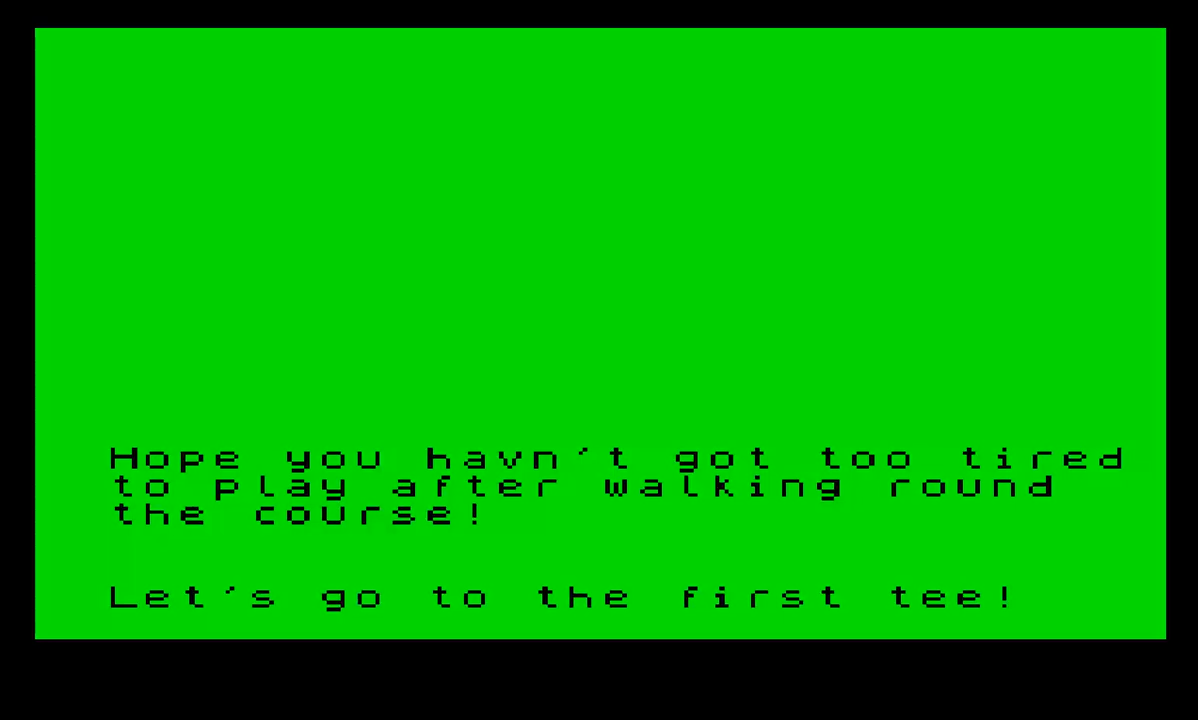 Hope you havn't got too tired
to play after walking round
the course!
Let's go to the first tee!